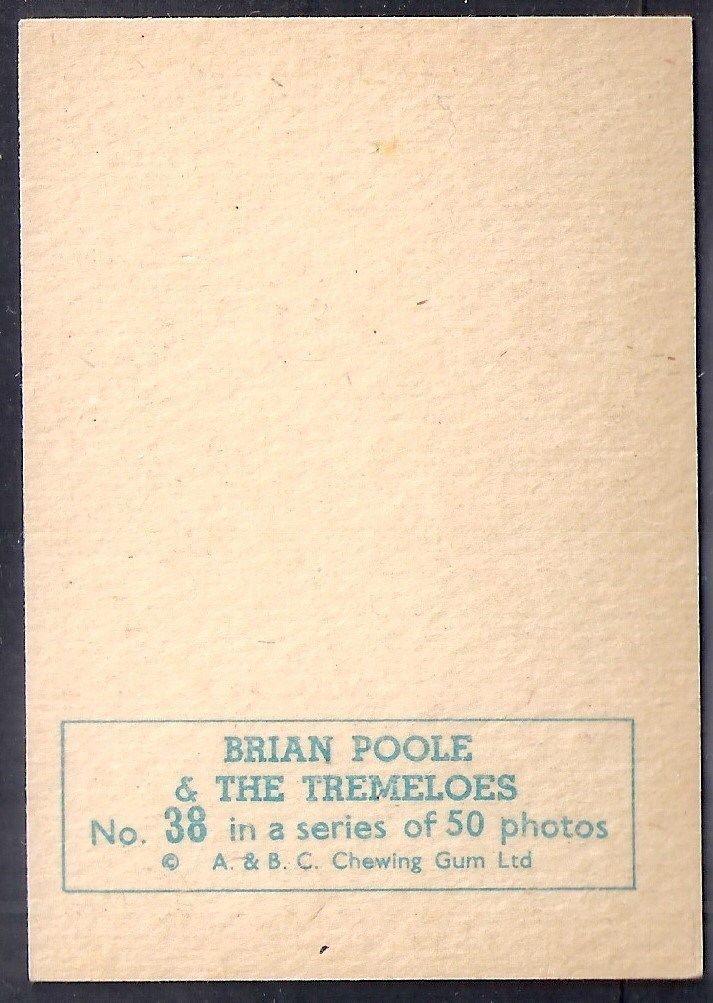 BRIAN POOLE
& THE TREMELOES
No. 38 in a series of 50 photos
© A. & B. C. Chewing Gum Ltd